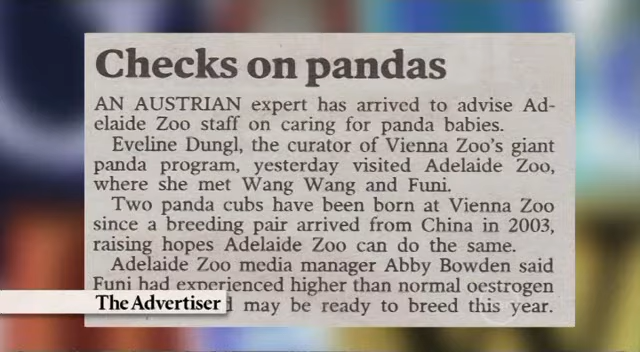 Checks on pandas
AN AUSTRIAN expert has arrived to advise Ad-
elaide Zoo staff on caring for panda babies.
Eveline Dungl, the curator of Vienna Zoo's giant
panda program, yesterday visited Adelaide Zoo,
where she met Wang Wang and Funi.
Two panda cubs have been born at Vienna Zoo
since a breeding pair arrived from China in 2003,
raising hopes Adelaide Zoo can do the same.
Adelaide Zoo media manager Abby Bowden said
Funi had experienced higher than normal oestrogen
may be ready to breed this year.
The Advertiser